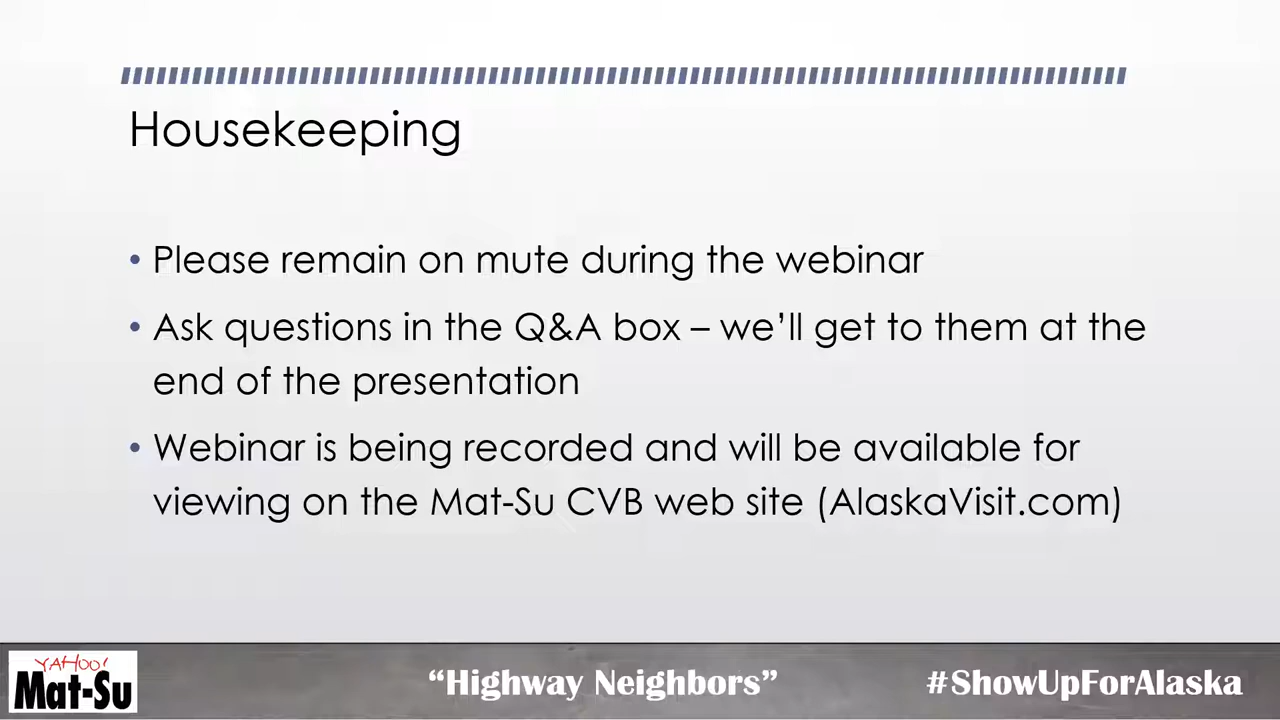 Housekeeping
• Please remain on mute during the webinar
• Ask questions in the Q&A box – we’ll get to them at the
end of the presentation
• Webinar is being recorded and will be available for
viewing on the Mat-Su CVB web site (AlaskaVisit.com)
YAHOO!
Mat-Su
“Highway Neighbors”
#ShowUpForAlaska